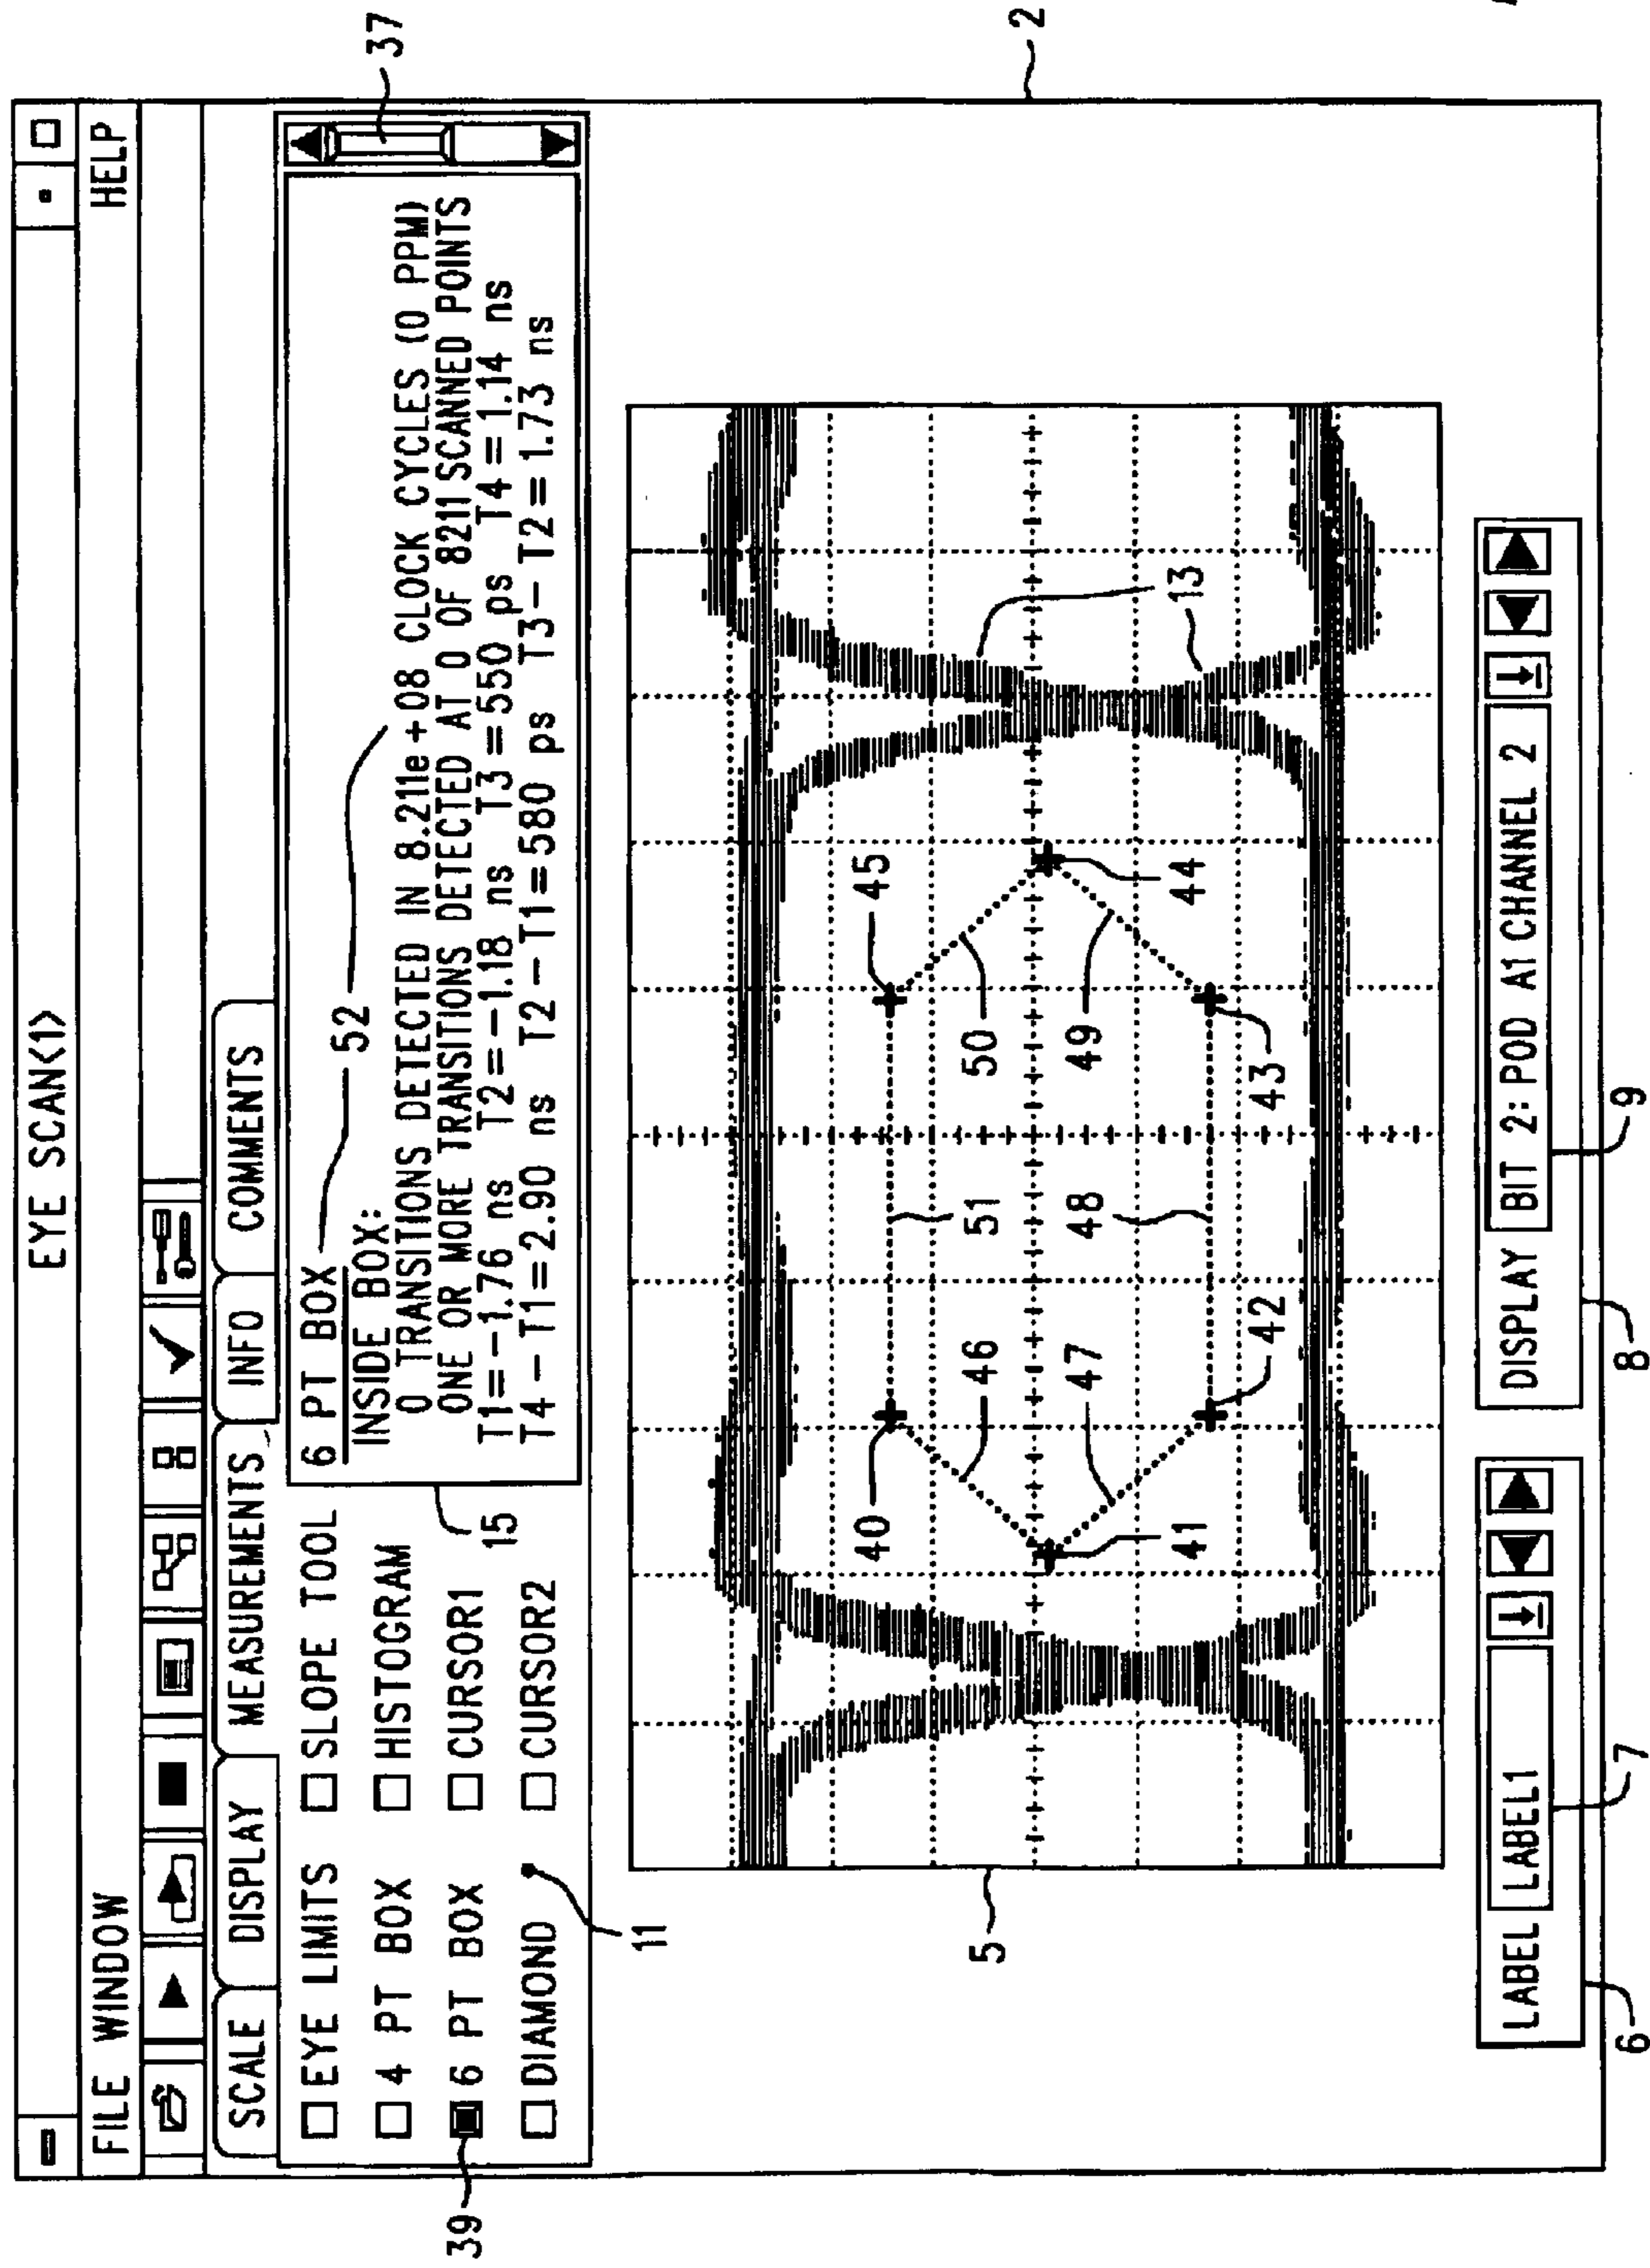 EYE SCAN<1>
FILE WINDOW HELP
SCALE DISPLAY MEASUREMENTS INFO COMMENTS
EYE LIMITS SLOPE TOOL
4 PT BOX HISTOGRAM
39 6 PT BOX CURSOR1
DIAMOND CURSOR2
11
15
6 PT BOX 52
37
INSIDE BOX:
0 TRANSITIONS DETECTED IN 8.211e+08 CLOCK CYCLES (0 PPM)
ONE OR MORE TRANSITIONS DETECTED AT 0 OF 8211 SCANNED POINTS
T1=-1.76 ns T2=-1.18 ns T3=550 ps T4=1.14 ns
T4-T1=2.90 ns T2-T1=580 ps T3-T2=1.73 ns
2
5
40 45
46 51 50 13
47 48 49
41 42 43 44
LABEL LABEL1
DISPLAY BIT 2: POD A1 CHANNEL 2
6 7 8 9